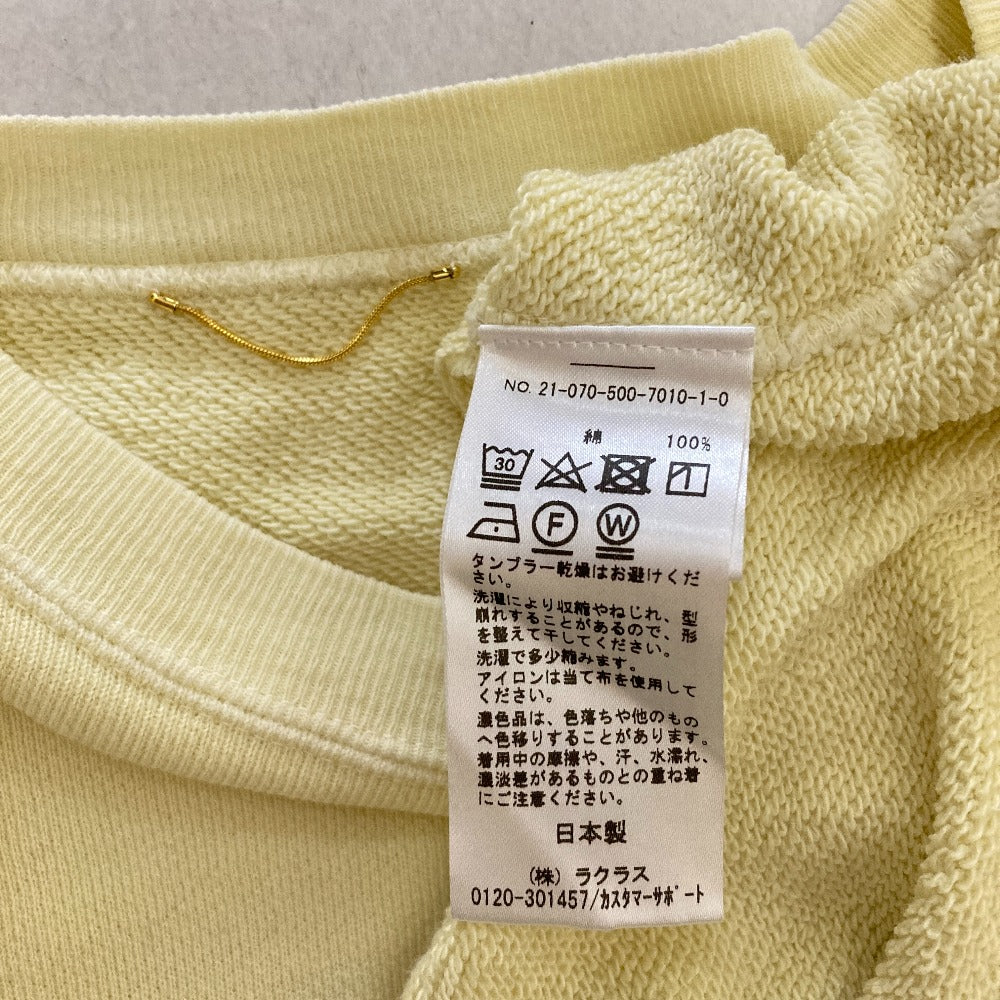 NO. 21-070-500-7010-1-0
綿 100%
30
F W
タンブラー乾燥はお避けくだ
さい。
洗濯により収縮やねじれ、型
崩れすることがあるので、形
を整えて干してください。
洗濯で多少縮みます。
アイロンは当て布を使用して
ください。
濃色品は、色落ちや他のもの
へ色移りすることがあります。
着用中の摩擦や、汗、水濡れ、
濃淡差があるものとの重ね着
にご注意ください。
日本製
(株) ラクラス
0120-301457/カスタマーサポート